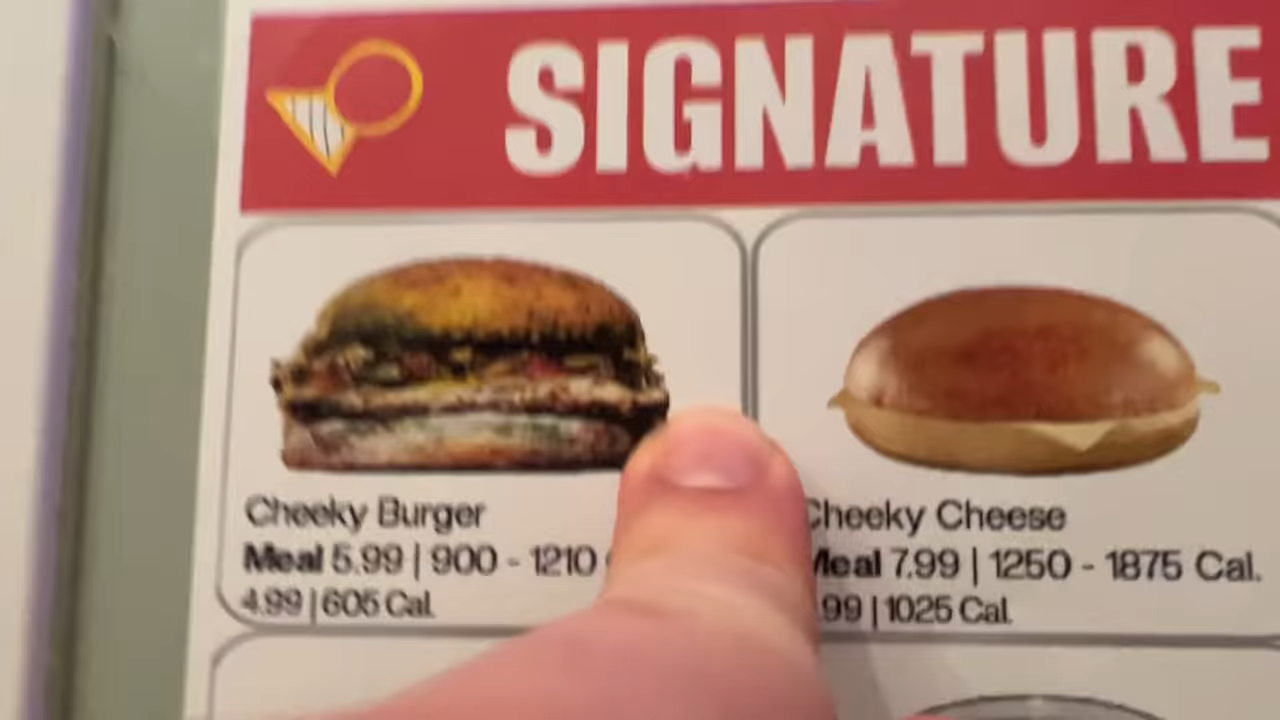 SIGNATURE
Cheeky Burger
Meal 5.99 | 900 - 1210
4.99 | 605 Cal.
Cheeky Cheese
Meal 7.99 | 1250 - 1875 Cal.
.99 | 1025 Cal.